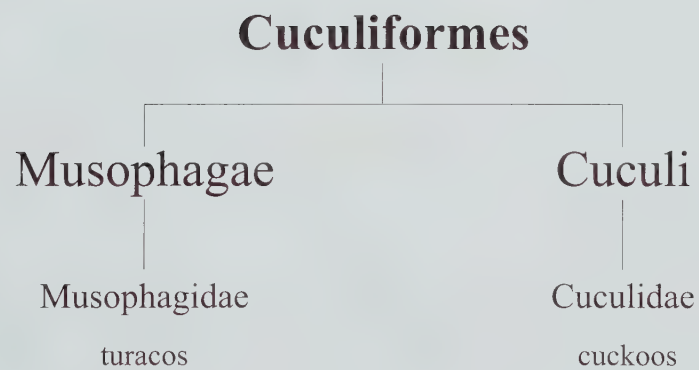 Cuculiformes
Musophagae
Cuculi
Musophagidae
Cuculidae
turacos
cuckoos